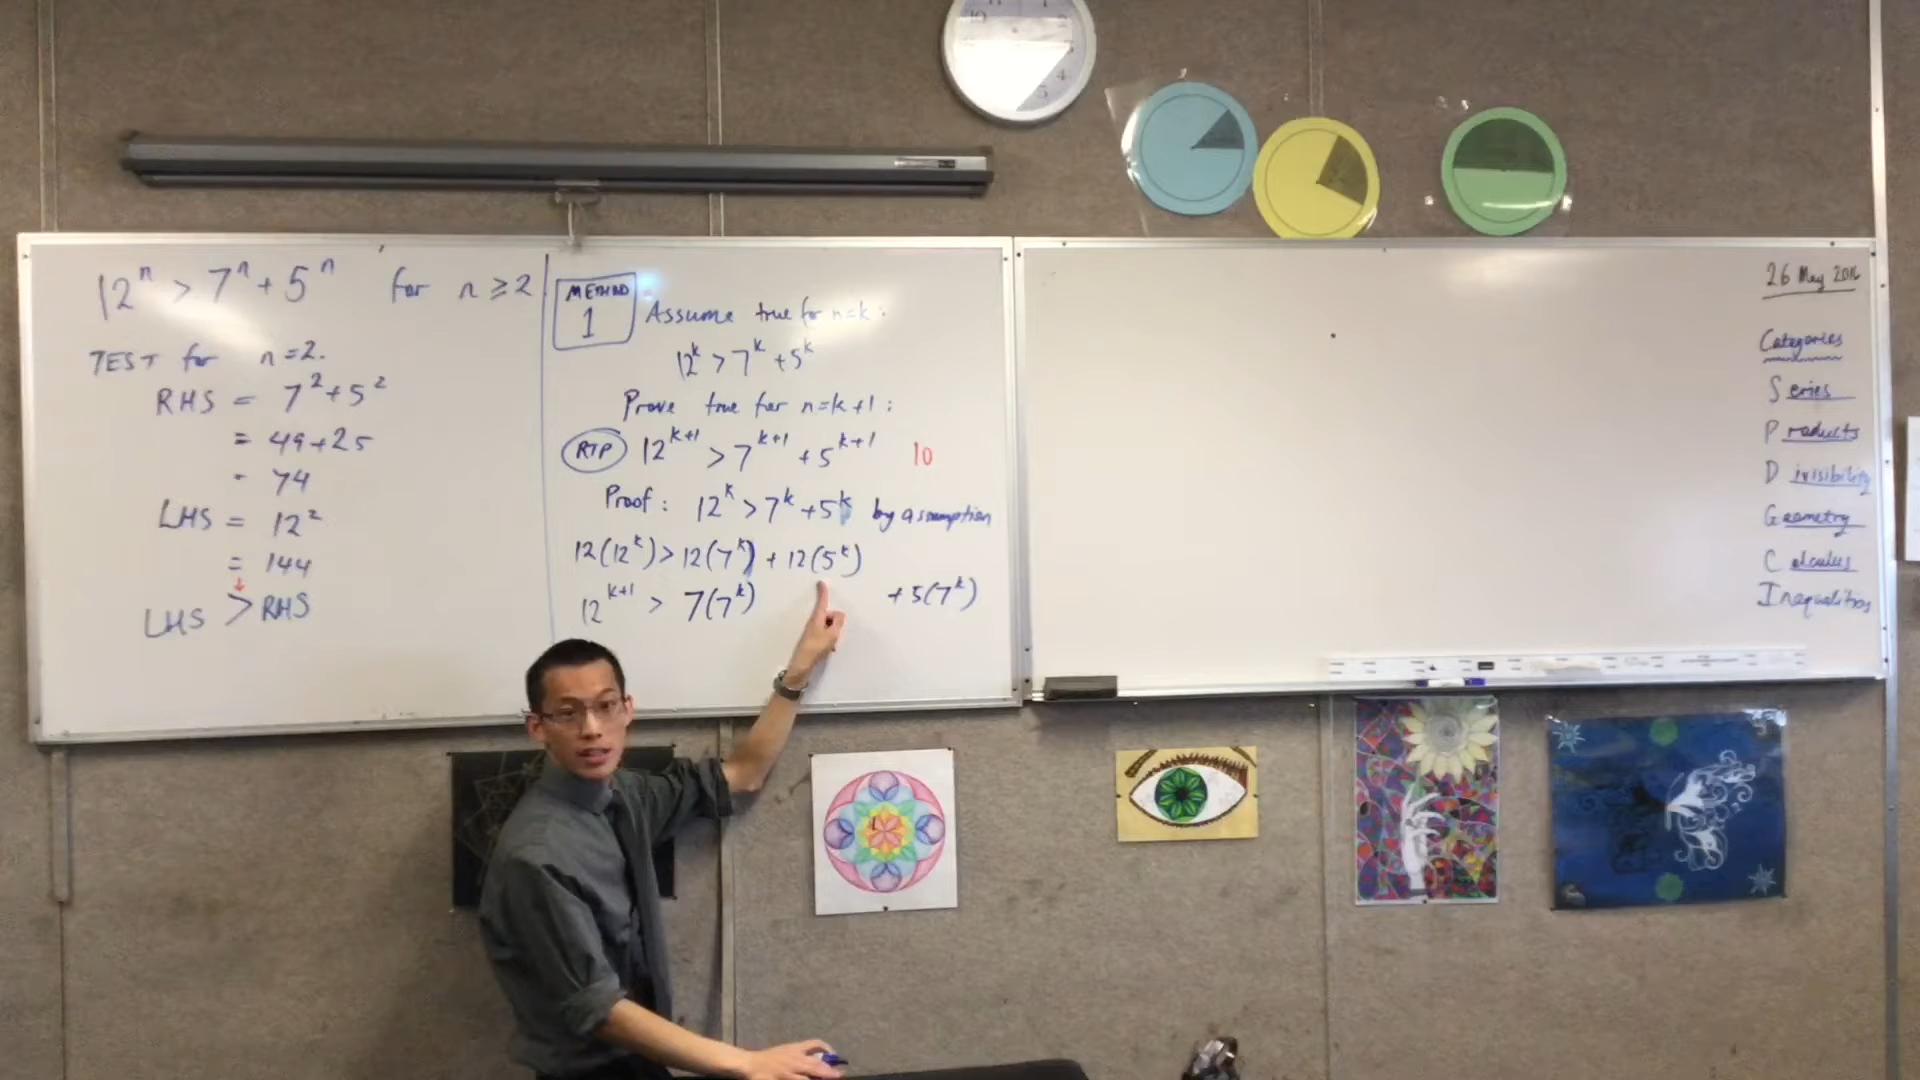 12ⁿ > 7ⁿ + 5ⁿ for n ≥ 2
TEST for n=2.
RHS = 7² + 5²
= 49+25
= 74
LHS = 12²
= 144
LHS > RHS
METHOD 1
Assume true for n=k:
12ᵏ > 7ᵏ + 5ᵏ
Prove true for n=k+1:
RTP 12ᵏ⁺¹ > 7ᵏ⁺¹ + 5ᵏ⁺¹ 10
Proof: 12ᵏ > 7ᵏ + 5ᵏ by assumption
12(12ᵏ) > 12(7ᵏ) + 12(5ᵏ)
12ᵏ⁺¹ > 7(7ᵏ) + 5(7ᵏ)
26 May 2016
Categories
Series
Products
Divisibility
Geometry
Calculus
Inequalities